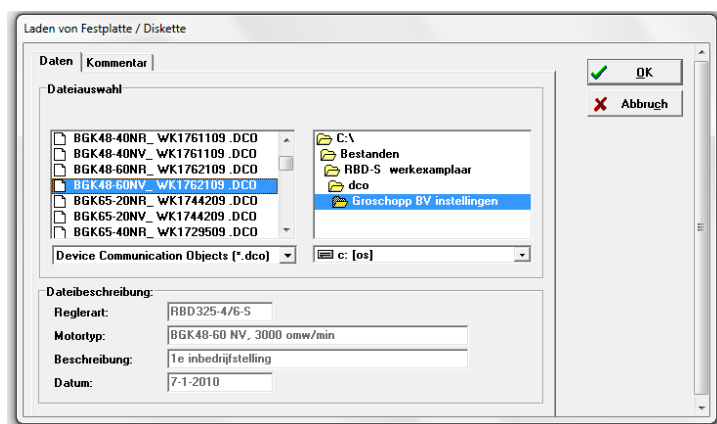 Laden von Festplatte / Diskette
Daten Kommentar
OK
Abbruch
Dateiauswahl
BGK48-40NR_ WK1761109 .DCO
BGK48-40NV_ WK1761109 .DCO
BGK48-60NR_ WK1762109 .DCO
BGK48-60NV_ WK1762109 .DCO
BGK65-20NR_ WK1744209 .DCO
BGK65-20NV_ WK1744209 .DCO
BGK65-40NR_ WK1729509 .DCO
C:\
Bestanden
RBD-S werkexamplaar
dco
Groschopp BV instellingen
Device Communication Objects (*.dco)
c: [os]
Dateibeschreibung:
Reglerart: RBD325-4/6-S
Motortyp: BGK48-60 NV, 3000 omw/min
Beschreibung: 1e inbedrijfstelling
Datum: 7-1-2010